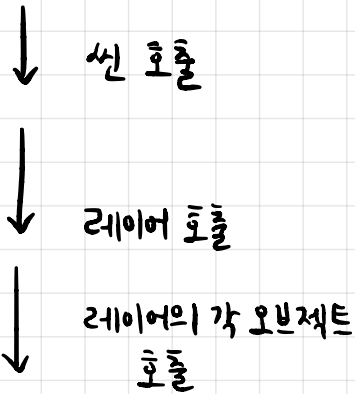 씬 호출
레이어 호출
레이어의 각 오브젝트
호출